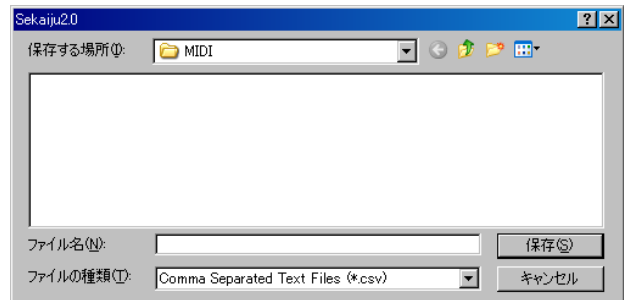 Sekaiju2.0
保存する場所(I): MIDI
ファイル名(N): 保存(S)
ファイルの種類(T): Comma Separated Text Files (*.csv) キャンセル